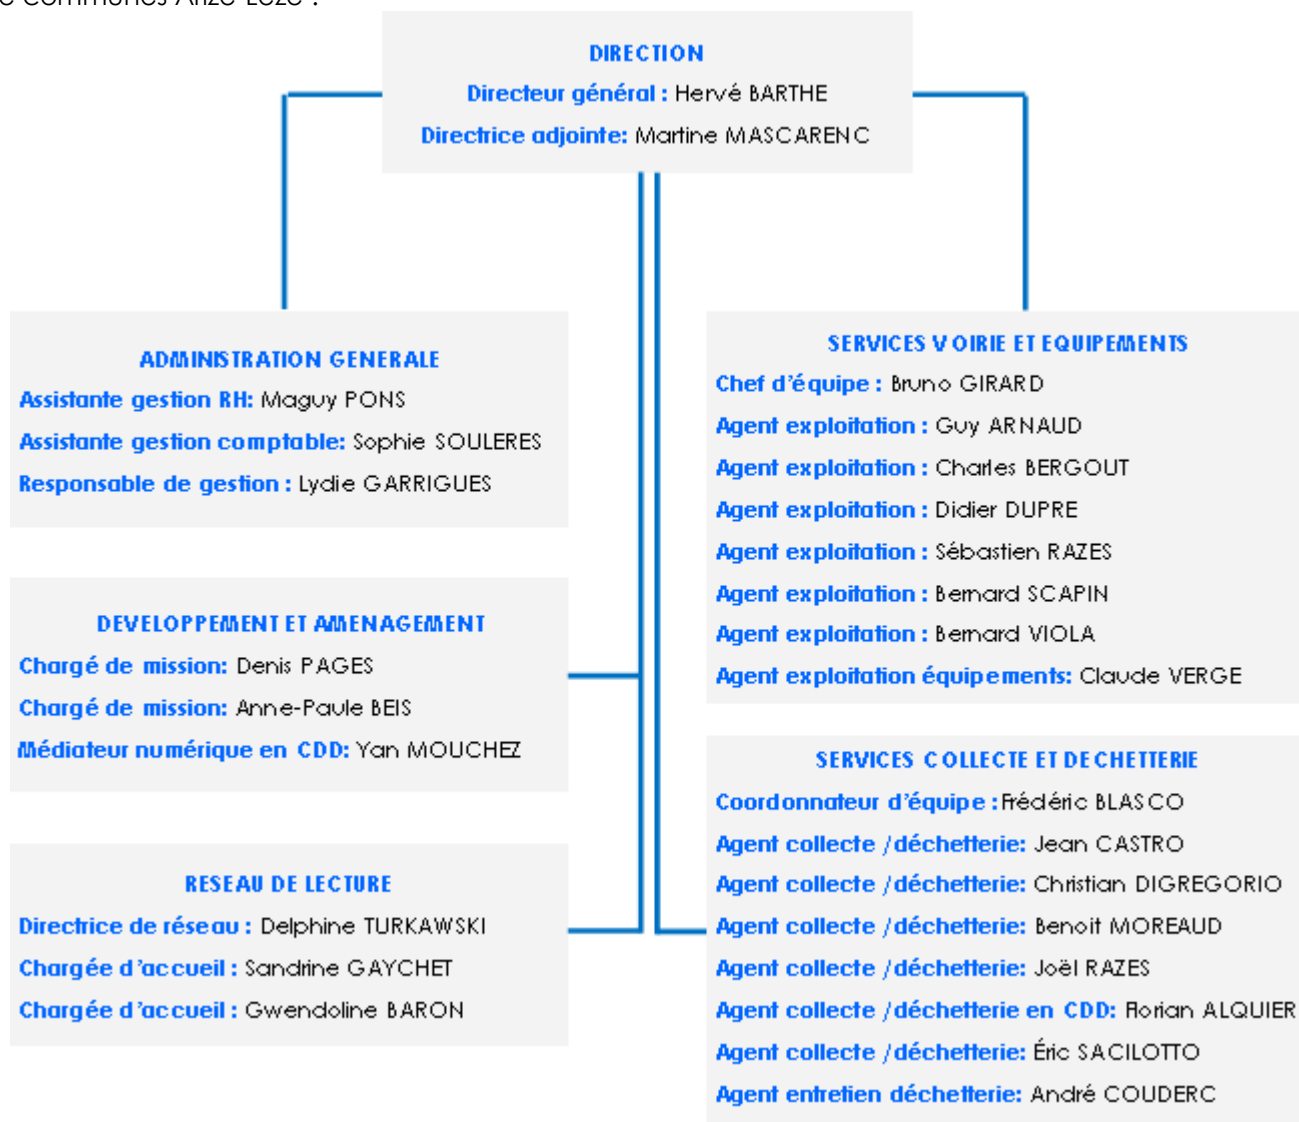 communes Arize-Lèze :
DIRECTION
Directeur général : Hervé BARTHE
Directrice adjointe: Martine MASCARENC
ADMINISTRATION GENERALE
Assistante gestion RH: Maguy PONS
Assistante gestion comptable: Sophie SOULERES
Responsable de gestion : Lydie GARRIGUES
DEVELOPPEMENT ET AMENAGEMENT
Chargé de mission: Denis PAGES
Chargé de mission: Anne-Paule BEIS
Médiateur numérique en CDD: Yan MOUCHEZ
RESEAU DE LECTURE
Directrice de réseau : Delphine TURKAWSKI
Chargée d'accueil : Sandrine GAYCHET
Chargée d'accueil : Gwendoline BARON
SERVICES VOIRIE ET EQUIPEMENTS
Chef d'équipe : Bruno GIRARD
Agent exploitation : Guy ARNAUD
Agent exploitation : Charles BERGOUT
Agent exploitation : Didier DUPRE
Agent exploitation : Sébastien RAZES
Agent exploitation : Bernard SCAPIN
Agent exploitation : Bernard VIOLA
Agent exploitation équipements: Claude VERGE
SERVICES COLLECTE ET DECHETTERIE
Coordonnateur d'équipe :Frédéric BLASCO
Agent collecte /déchetterie: Jean CASTRO
Agent collecte /déchetterie: Christian DIGREGORIO
Agent collecte /déchetterie: Benoit MOREAUD
Agent collecte /déchetterie: Joël RAZES
Agent collecte /déchetterie en CDD: Florian ALQUIER
Agent collecte /déchetterie: Éric SACILOTTO
Agent entretien déchetterie: André COUDERC